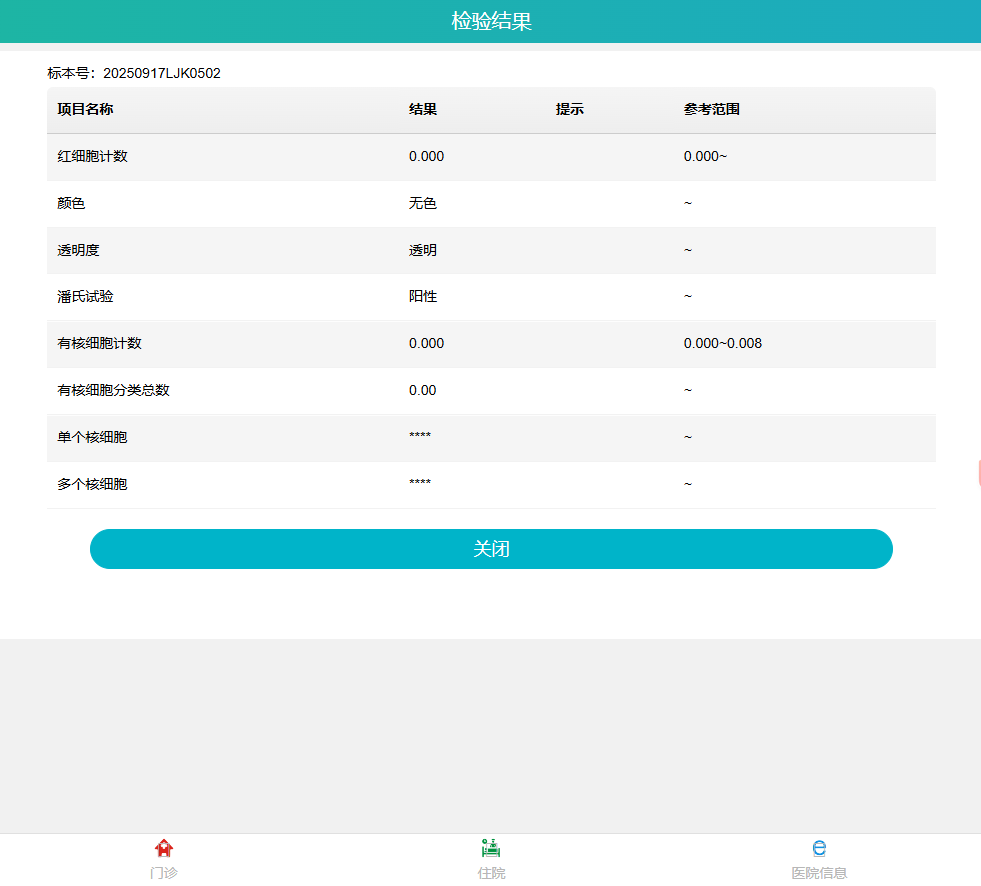 检验结果
标本号：20250917LJK0502
项目名称 结果 提示 参考范围
红细胞计数 0.000 0.000~
颜色 无色 ~
透明度 透明 ~
潘氏试验 阳性 ~
有核细胞计数 0.000 0.000~0.008
有核细胞分类总数 0.00 ~
单个核细胞 **** ~
多个核细胞 **** ~
关闭
门诊 住院 医院信息